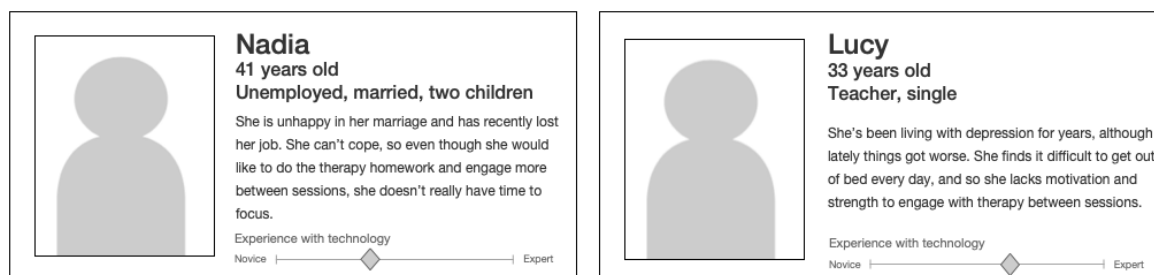 Nadia
41 years old
Unemployed, married, two children
She is unhappy in her marriage and has recently lost
her job. She can't cope, so even though she would
like to do the therapy homework and engage more
between sessions, she doesn't really have time to
focus.
Experience with technology
Novice Expert
Lucy
33 years old
Teacher, single
She's been living with depression for years, although
lately things got worse. She finds it difficult to get out
of bed every day, and so she lacks motivation and
strength to engage with therapy between sessions.
Experience with technology
Novice Expert